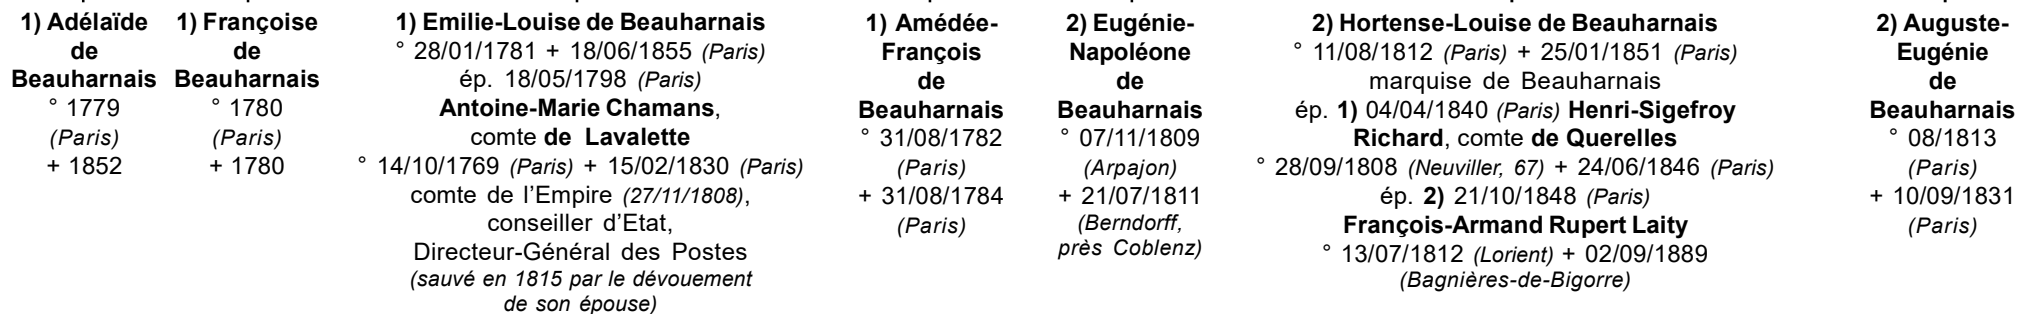 1) Adélaïde
de
Beauharnais
° 1779
(Paris)
+ 1852
1) Françoise
de
Beauharnais
° 1780
(Paris)
+ 1780
1) Emilie-Louise de Beauharnais
° 28/01/1781 + 18/06/1855 (Paris)
ép. 18/05/1798 (Paris)
Antoine-Marie Chamans,
comte de Lavalette
° 14/10/1769 (Paris) + 15/02/1830 (Paris)
comte de l’Empire (27/11/1808),
conseiller d’Etat,
Directeur-Général des Postes
(sauvé en 1815 par le dévouement
de son épouse)
1) Amédée-
François
de
Beauharnais
° 31/08/1782
(Paris)
+ 31/08/1784
(Paris)
2) Eugénie-
Napoléone
de
Beauharnais
° 07/11/1809
(Arpajon)
+ 21/07/1811
(Berndorff,
près Coblenz)
2) Hortense-Louise de Beauharnais
° 11/08/1812 (Paris) + 25/01/1851 (Paris)
marquise de Beauharnais
ép. 1) 04/04/1840 (Paris) Henri-Sigefroy
Richard, comte de Querelles
° 28/09/1808 (Neuviller, 67) + 24/06/1846 (Paris)
ép. 2) 21/10/1848 (Paris)
François-Armand Rupert Laity
° 13/07/1812 (Lorient) + 02/09/1889
(Bagnières-de-Bigorre)
2) Auguste-
Eugénie
de
Beauharnais
° 08/1813
(Paris)
+ 10/09/1831
(Paris)